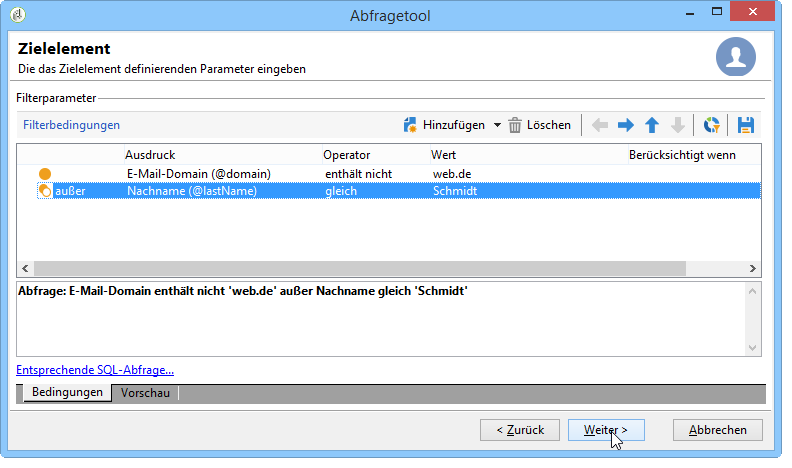 Abfragetool
Zielelement
Die das Zielelement definierenden Parameter eingeben
Filterparameter
Filterbedingungen Hinzufügen Löschen
Ausdruck Operator Wert Berücksichtigt wenn
E-Mail-Domain (@domain) enthält nicht web.de
außer Nachname (@lastName) gleich Schmidt
Abfrage: E-Mail-Domain enthält nicht 'web.de' außer Nachname gleich 'Schmidt'
Entsprechende SQL-Abfrage...
Bedingungen Vorschau
< Zurück Weiter > Abbrechen